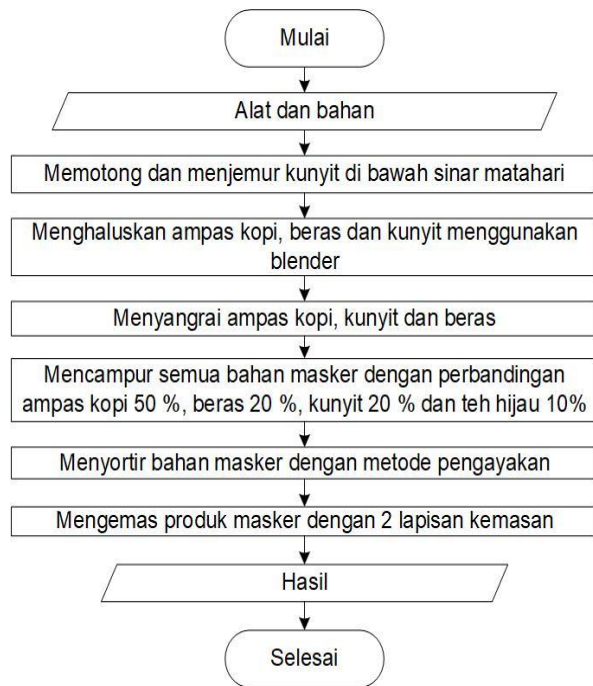 Mulai
Alat dan bahan
Memotong dan menjemur kunyit di bawah sinar matahari
Menghaluskan ampas kopi, beras dan kunyit menggunakan
blender
Menyangrai ampas kopi, kunyit dan beras
Mencampur semua bahan masker dengan perbandingan
ampas kopi 50 %, beras 20 %, kunyit 20 % dan teh hijau 10%
Menyortir bahan masker dengan metode pengayakan
Mengemas produk masker dengan 2 lapisan kemasan
Hasil
Selesai